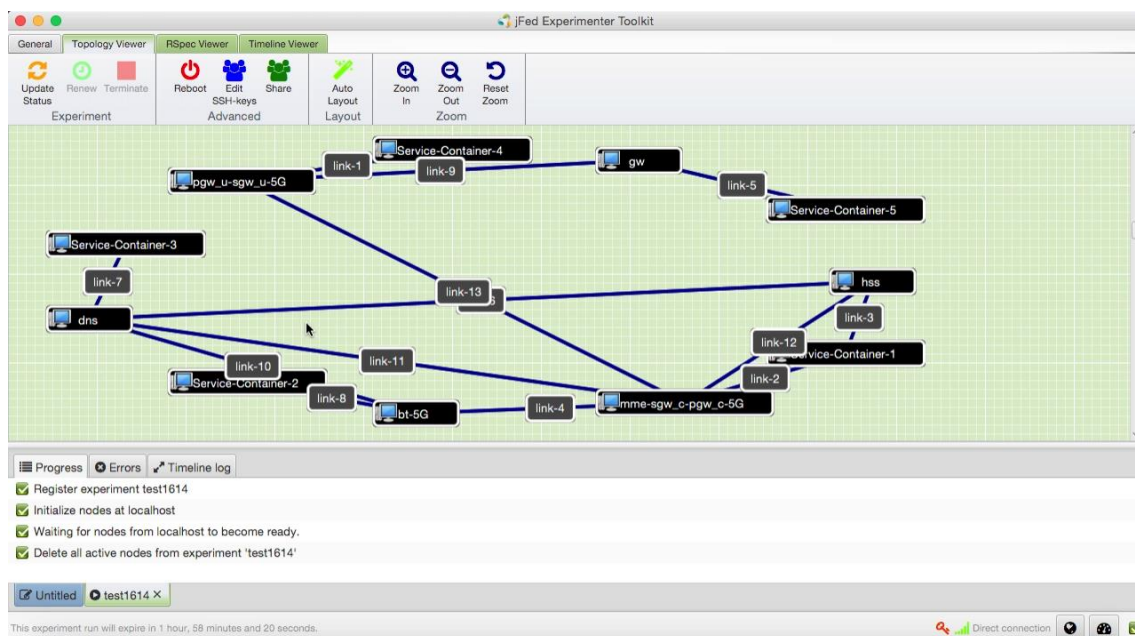 jFed Experimenter Toolkit
General Topology Viewer RSpec Viewer Timeline Viewer
Update Status Renew Terminate Reboot Edit SSH-keys Share Auto Layout Zoom In Zoom Out Reset Zoom
Experiment Advanced Layout Zoom
Service-Container-4
link-1
link-9
gw
pgw_u-sgw_u-5G
link-5
Service-Container-5
Service-Container-3
link-7
link-13
hss
dns
link-3
link-12
link-11
link-10
link-2
Service-Container-2
link-8
link-4
mme-sgw_c-pgw_c-5G
bt-5G
Progress Errors Timeline log
Register experiment test1614
Initialize nodes at localhost
Waiting for nodes from localhost to become ready.
Delete all active nodes from experiment 'test1614'
Untitled test1614
This experiment run will expire in 1 hour, 58 minutes and 20 seconds. Direct connection